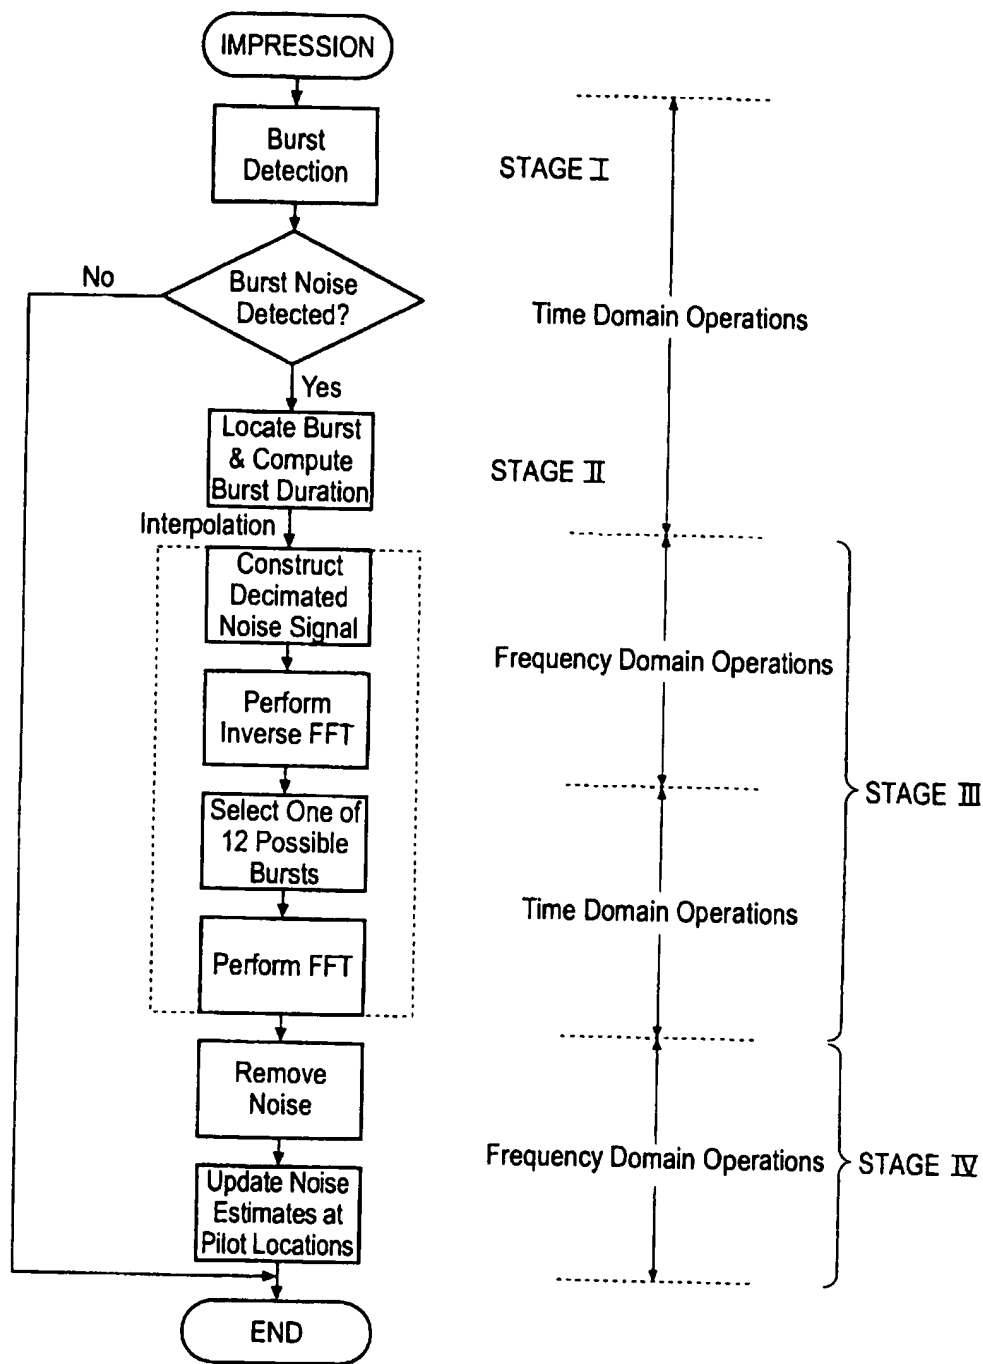 IMPRESSION
Burst
Detection
STAGE I
No
Burst Noise
Detected?
Time Domain Operations
Yes
Locate Burst
& Compute
Burst Duration
STAGE II
Interpolation
Construct
Decimated
Noise Signal
Frequency Domain Operations
Perform
Inverse FFT
STAGE III
Select One of
12 Possible
Bursts
Time Domain Operations
Perform FFT
Remove
Noise
Frequency Domain Operations
STAGE IV
Update Noise
Estimates at
Pilot Locations
END